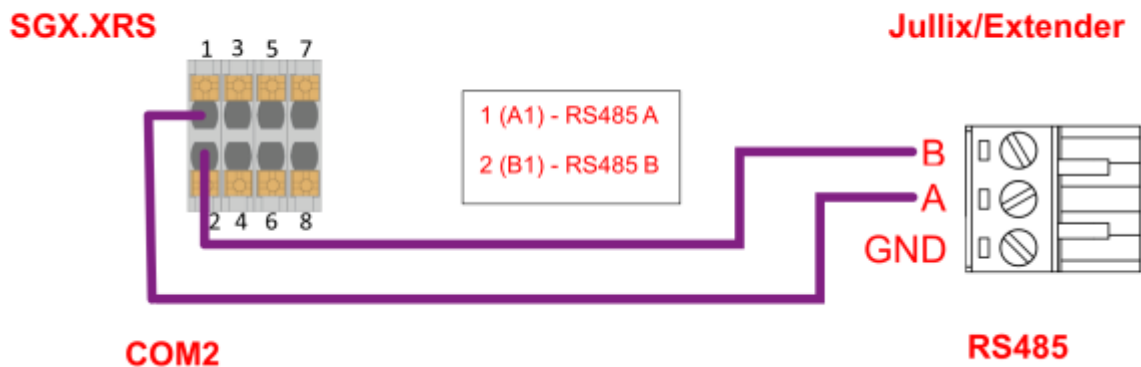 SGX.XRS
Jullix/Extender
1 3 5 7
1 (A1) - RS485 A
2 (B1) - RS485 B
B
A
GND
2 4 6 8
COM2
RS485